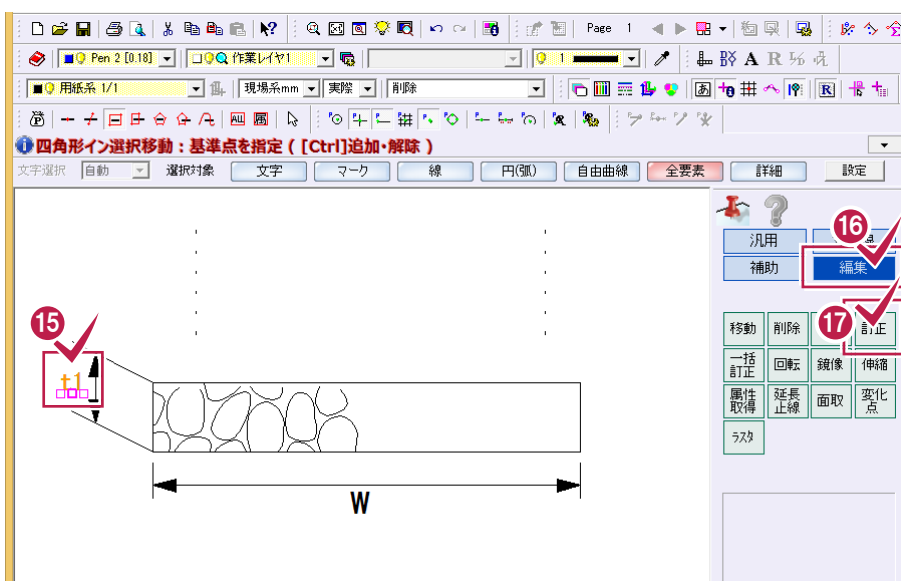 Page 1
Pen 2 [0.18] 作業レイヤ1 1 A R
用紙系 1/1 現場系mm 実際 削除 あ R
四角形イン選択移動:基準点を指定([Ctrl]追加・解除)
文字選択 自動 選択対象 文字 マーク 線 円(弧) 自由曲線 全要素 詳細 設定
汎用
16
補助 編集
15
17
移動 削除 訂正
一括訂正 回転 鏡像 伸縮
属性取得 延長止線 面取 変化点
ラスタ
t1
W